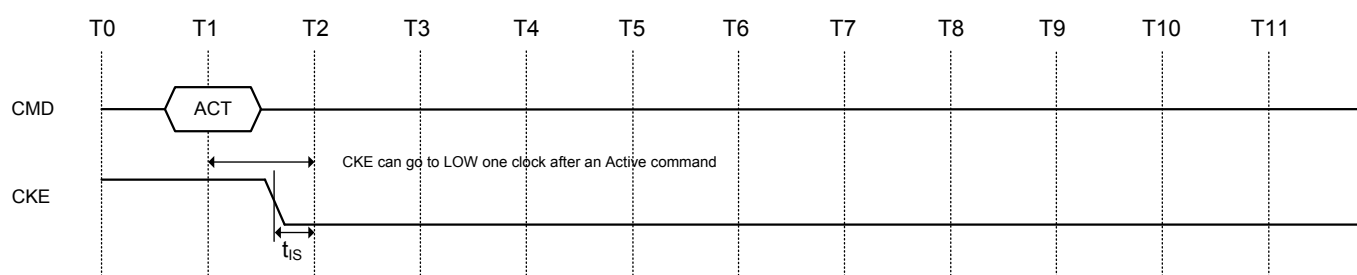 T0 T1 T2 T3 T4 T5 T6 T7 T8 T9 T10 T11
CMD ACT
CKE can go to LOW one clock after an Active command
CKE
tIS